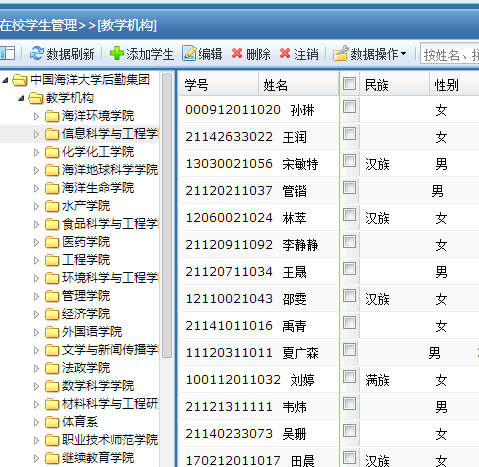 在校学生管理>>[教学机构]
数据刷新 添加学生 编辑 删除 注销 数据操作 按姓名、
中国海洋大学后勤集团
教学机构
海洋环境学院
信息科学与工程学
化学化工学院
海洋地球科学学院
海洋生命学院
水产学院
食品科学与工程学
医药学院
工程学院
环境科学与工程学
管理学院
经济学院
外国语学院
文学与新闻传播学
法政学院
数学科学学院
材料科学与工程研
体育系
职业技术师范学院
继续教育学院
学号 姓名 民族 性别
000912011020 孙琳 女
21142633022 王润 女
13030021056 宋敏特 汉族 男
21120211037 管锴 男
12060021024 林萃 汉族 女
21120911092 李静静 女
21120711034 王晟 男
12110021043 邵雯 汉族 女
21141011016 禹青 女
11120311011 夏广森 男
100112011032 刘婷 满族 女
21121311111 韦炜 男
21140233073 吴珊 女
170212011017 田晨 汉族 女